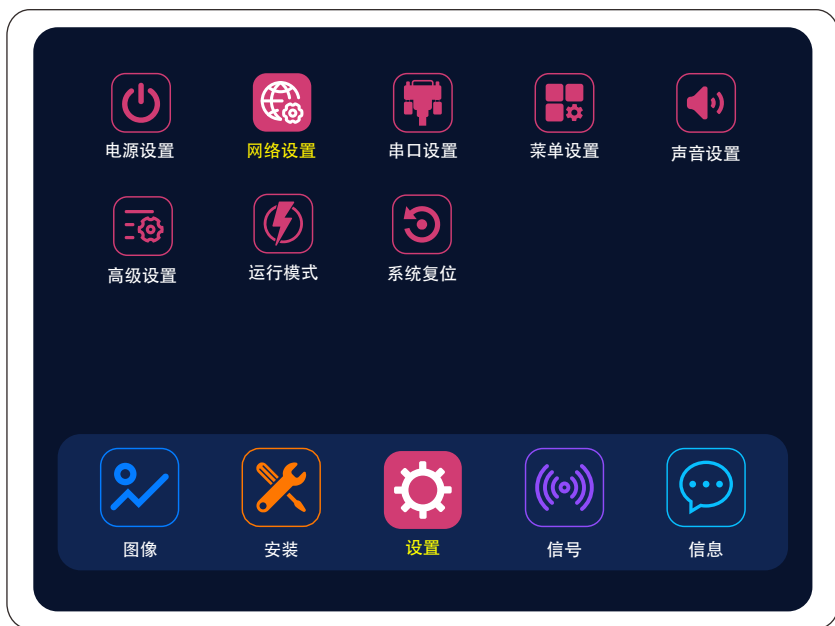 电源设置
网络设置
串口设置
菜单设置
声音设置
高级设置
运行模式
系统复位
图像
安装
设置
信号
信息